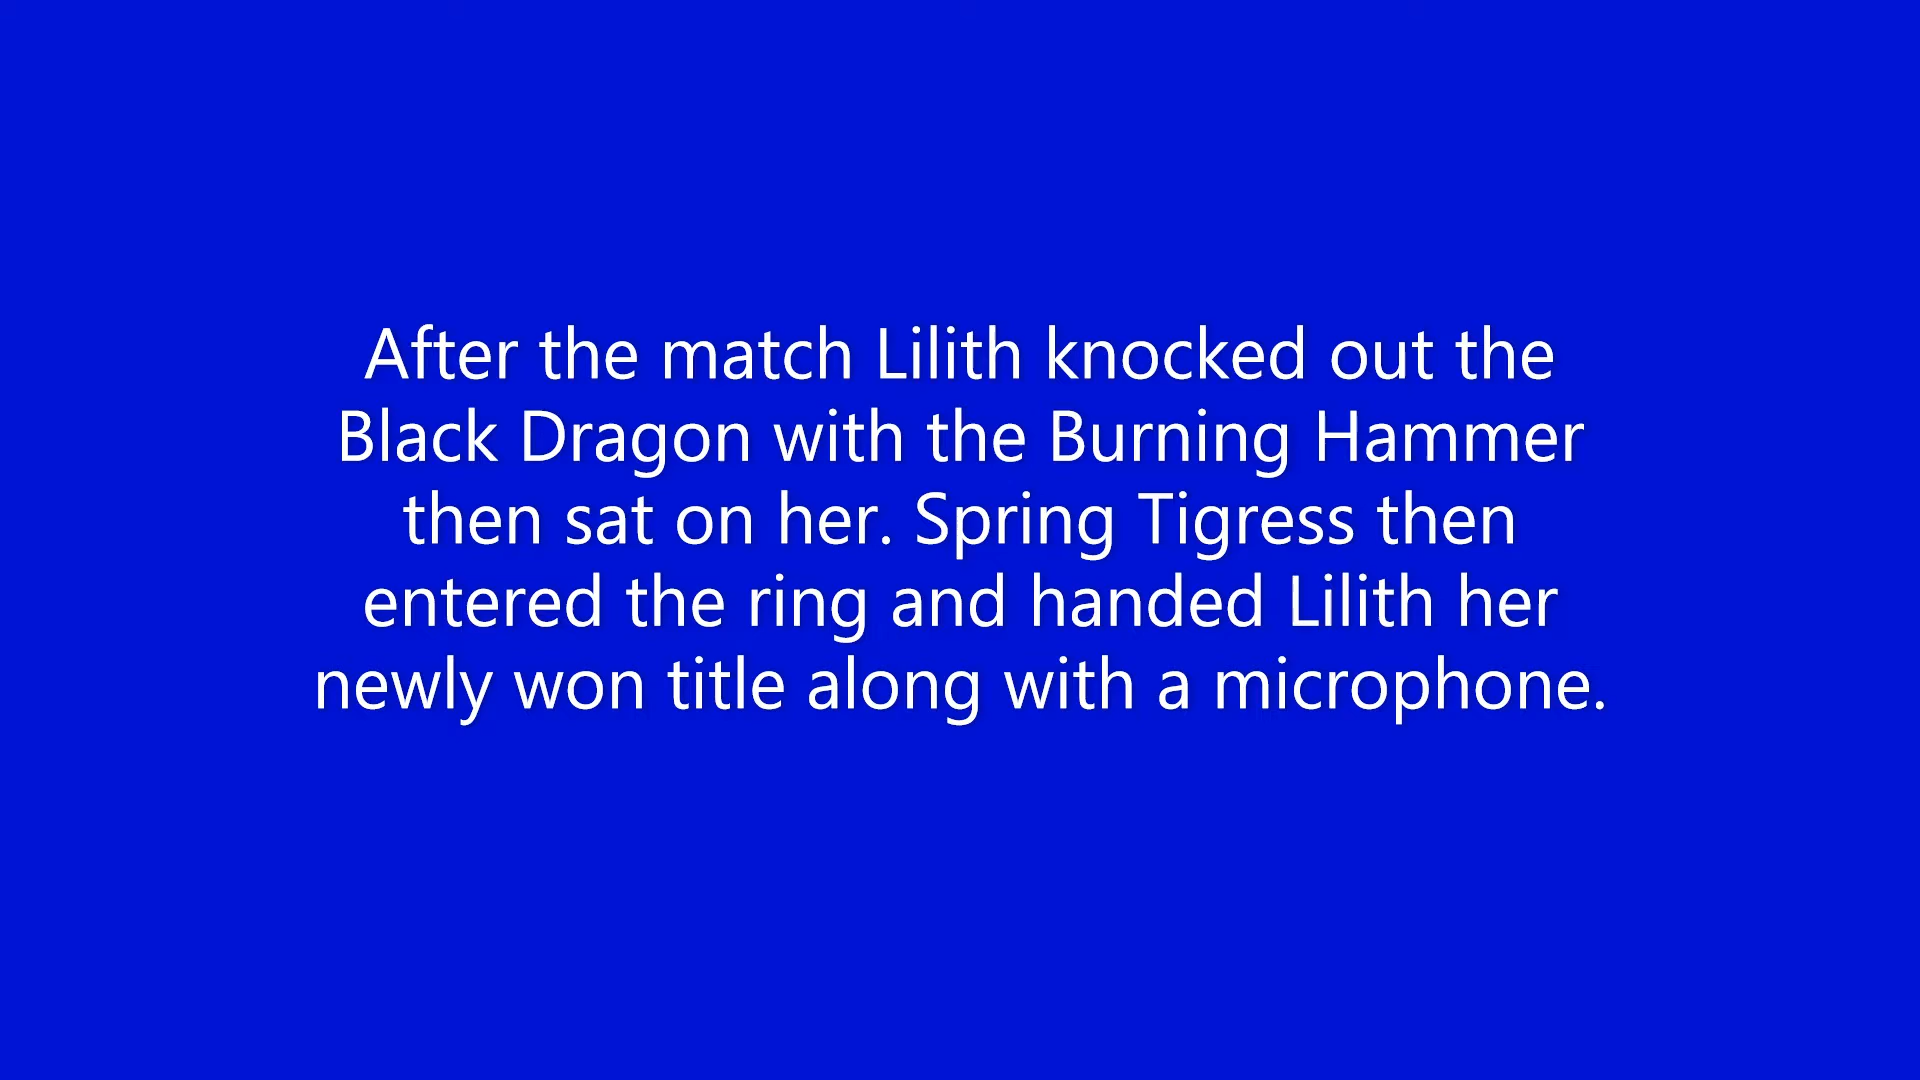 After the match Lilith knocked out the
Black Dragon with the Burning Hammer
then sat on her. Spring Tigress then
entered the ring and handed Lilith her
newly won title along with a microphone.